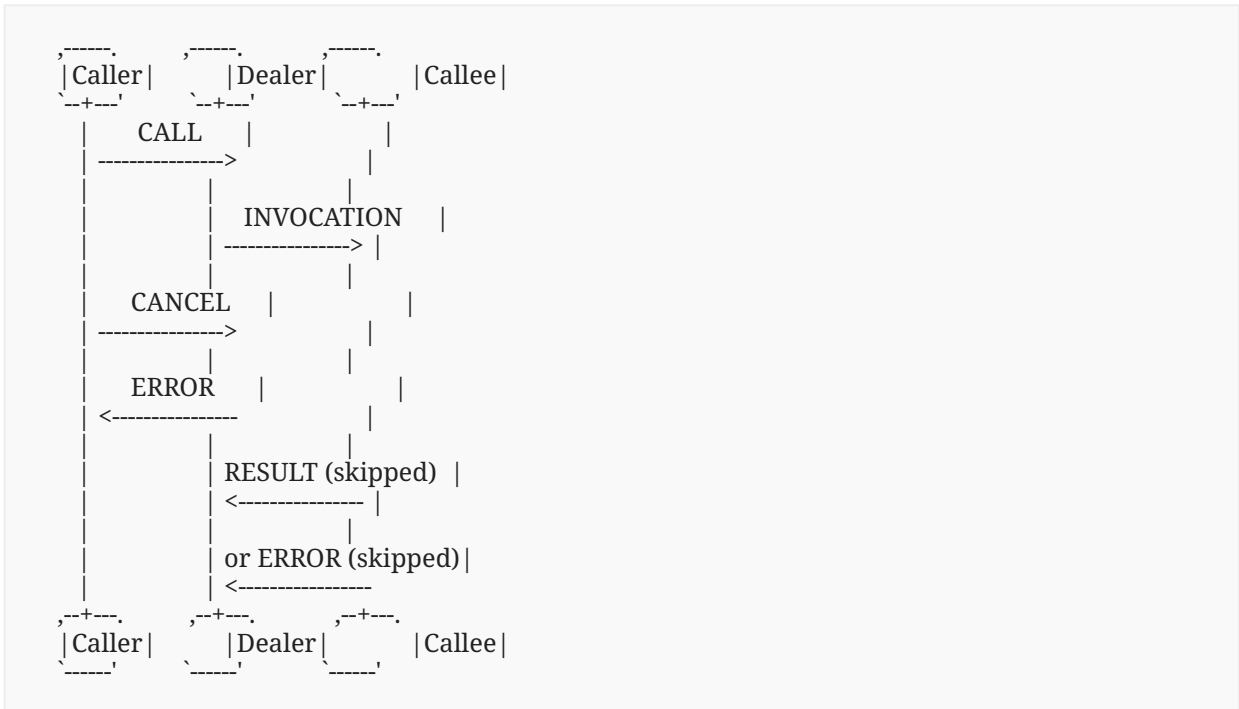 ,------.          ,------.            ,------.
|Caller|          |Dealer|            |Callee|
`--+---'          `--+---'            `--+---'
|       CALL       |                   |
| ---------------->                   |
|                  |                   |
|                  |    INVOCATION     |
|                  | ----------------> |
|                  |                   |
|      CANCEL      |                   |
| ---------------->                   |
|                  |                   |
|      ERROR       |                   |
| <----------------                   |
|                  |                   |
|                  | RESULT (skipped)  |
|                  | <---------------- |
|                  |                   |
|                  | or ERROR (skipped)|
|                  | <-----------------
,--+---.          ,--+---.            ,--+---.
|Caller|          |Dealer|            |Callee|
`------'          `------'            `------'